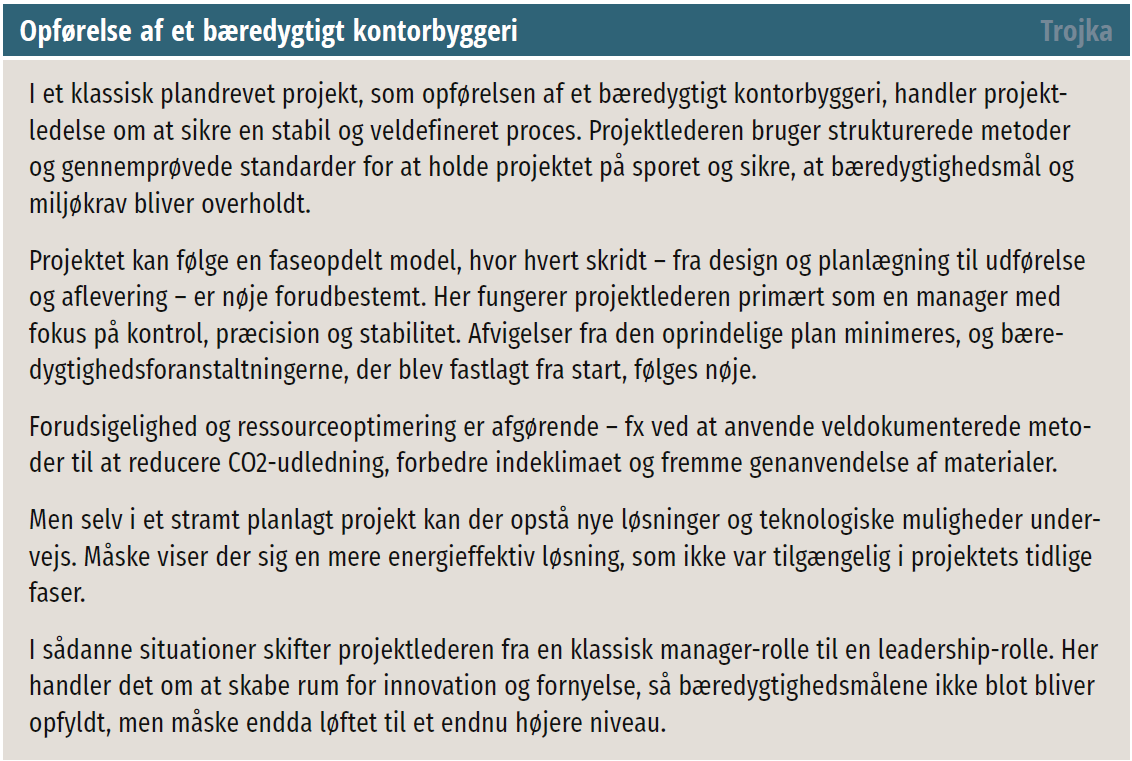 Opførelse af et bæredygtigt kontorbyggeri Trojka
I et klassisk plandrevet projekt, som opførelsen af et bæredygtigt kontorbyggeri, handler projekt-
ledelse om at sikre en stabil og veldefineret proces. Projektlederen bruger strukturerede metoder
og gennemprøvede standarder for at holde projektet på sporet og sikre, at bæredygtighedsmål og
miljøkrav bliver overholdt.
Projektet kan følge en faseopdelt model, hvor hvert skridt – fra design og planlægning til udførelse
og aflevering – er nøje forudbestemt. Her fungerer projektlederen primært som en manager med
fokus på kontrol, præcision og stabilitet. Afvigelser fra den oprindelige plan minimeres, og bære-
dygtighedsforanstaltningerne, der blev fastlagt fra start, følges nøje.
Forudsigelighed og ressourceoptimering er afgørende – fx ved at anvende veldokumenterede meto-
der til at reducere CO2-udledning, forbedre indeklimaet og fremme genanvendelse af materialer.
Men selv i et stramt planlagt projekt kan der opstå nye løsninger og teknologiske muligheder under-
vejs. Måske viser der sig en mere energieffektiv løsning, som ikke var tilgængelig i projektets tidlige
faser.
I sådanne situationer skifter projektlederen fra en klassisk manager-rolle til en leadership-rolle. Her
handler det om at skabe rum for innovation og fornyelse, så bæredygtighedsmålene ikke blot bliver
opfyldt, men måske endda løftet til et endnu højere niveau.